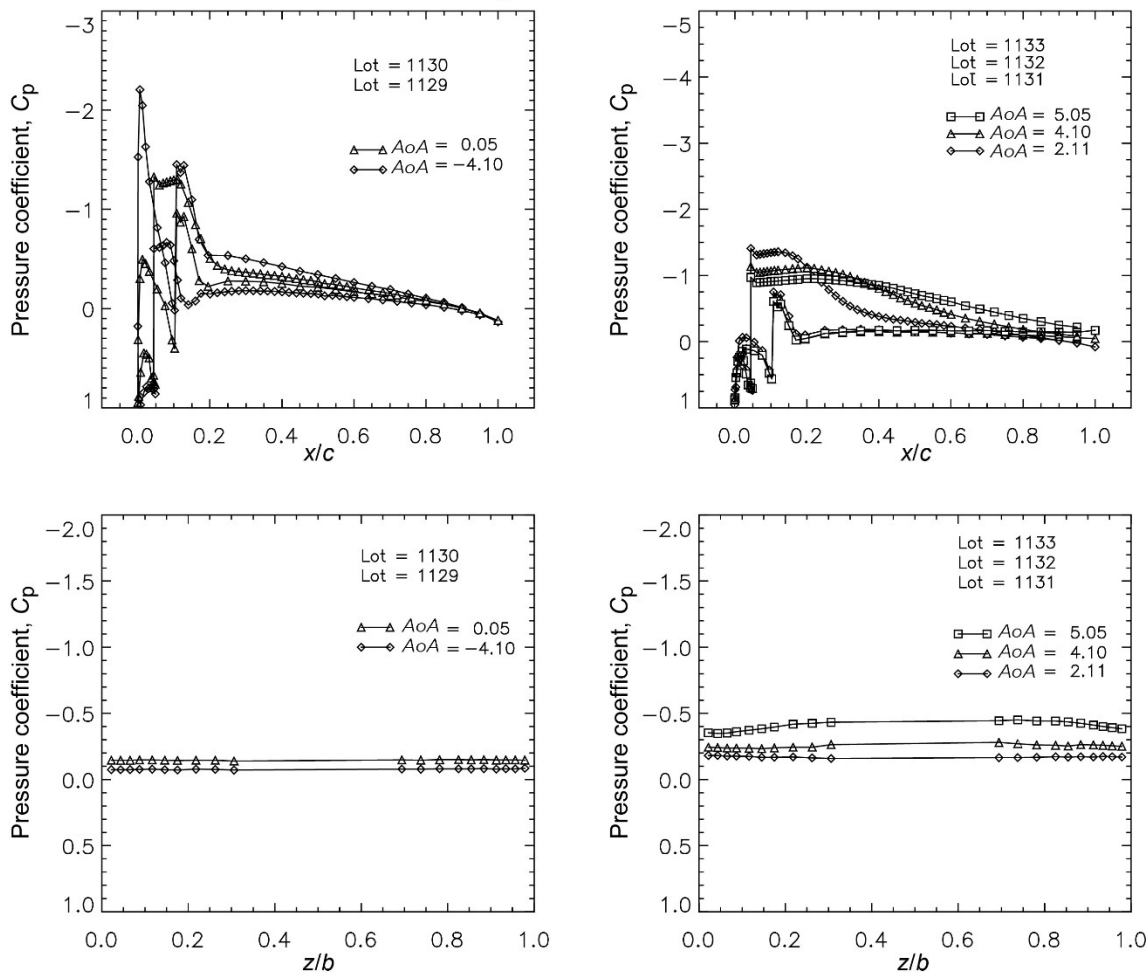 Pressure coefficient, Cp
−3
−2
−1
0
1
Lot = 1130
Lot = 1129
AoA = 0.05
AoA = −4.10
0.0 0.2 0.4 0.6 0.8 1.0
x/c
Pressure coefficient, Cp
−5
−4
−3
−2
−1
0
1
Lot = 1133
Lot = 1132
Lot = 1131
AoA = 5.05
AoA = 4.10
AoA = 2.11
0.0 0.2 0.4 0.6 0.8 1.0
x/c
Pressure coefficient, Cp
−2.0
−1.5
−1.0
−0.5
0.0
0.5
1.0
Lot = 1130
Lot = 1129
AoA = 0.05
AoA = −4.10
0.0 0.2 0.4 0.6 0.8 1.0
z/b
Pressure coefficient, Cp
−2.0
−1.5
−1.0
−0.5
0.0
0.5
1.0
Lot = 1133
Lot = 1132
Lot = 1131
AoA = 5.05
AoA = 4.10
AoA = 2.11
0.0 0.2 0.4 0.6 0.8 1.0
z/b